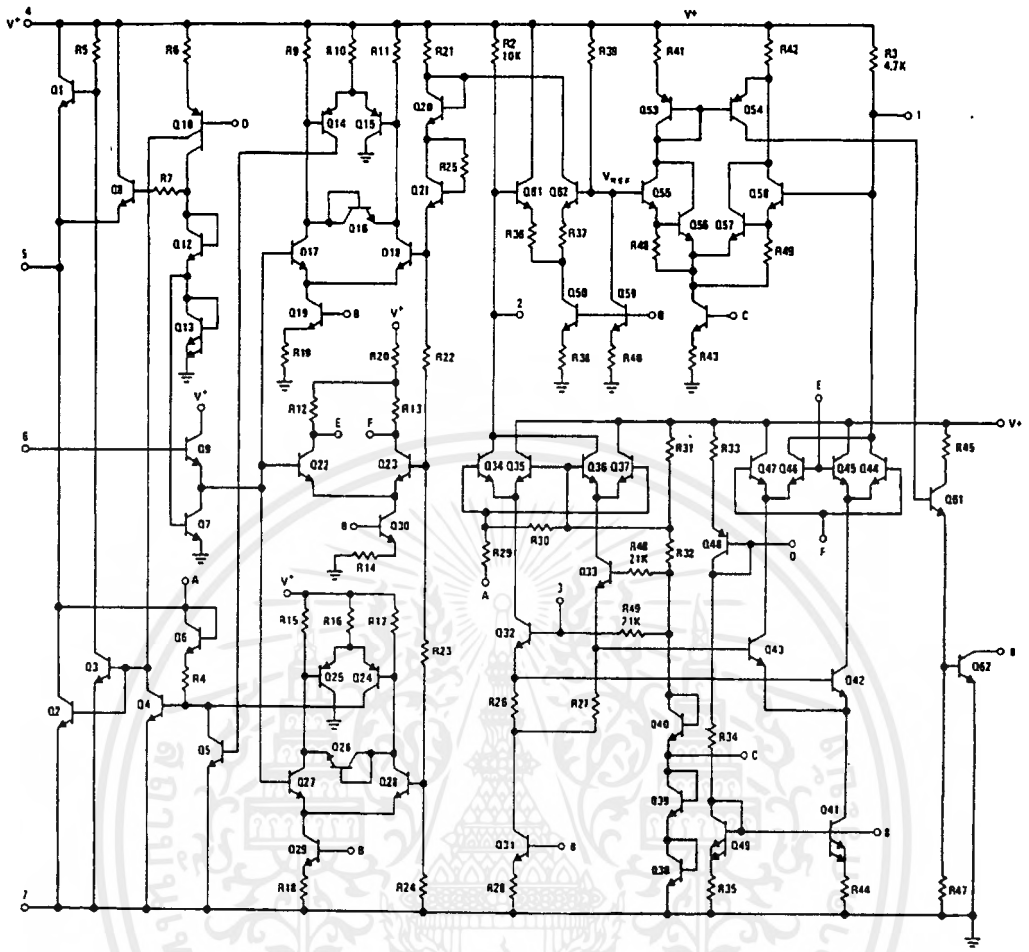 V+ 4 V+
R5 R6 R9 R10 R11 R21 R2 20K R39 R41 R42 R3 4.7K
Q1 Q10 D Q14 Q15 Q20 Q53 Q54 1
Q8 R7 R25 Q21 Q61 Q62 VREF Q55 Q58
Q12 Q16 Q17 Q18 R36 R37 Q56 Q57 R48 R49
5
Q13 Q19 B V+ 2 Q50 Q59 B C
R19 R20 R22 R38 R40 R43
V+ R12 R13 E
6 E F R31 R33 V+
Q9 Q22 Q23 Q34 Q35 Q36 Q37 Q47 Q46 Q45 Q44 R45
Q7 B Q30 R30 Q61
R14 R29 R32 Q48 D F
A V+ A Q33 R48 21K
R15 R16 R17 J R49 21K
Q6 R23 Q32 Q43 B
Q3 R4 Q25 Q24 Q42 Q62
Q2 Q4 Q5 R26 R27 Q40 R34
Q26 C
Q27 Q28 Q39 Q41
Q29 B Q31 B Q49 B
Q38
7 R18 R24 R28 R35 R44 R47